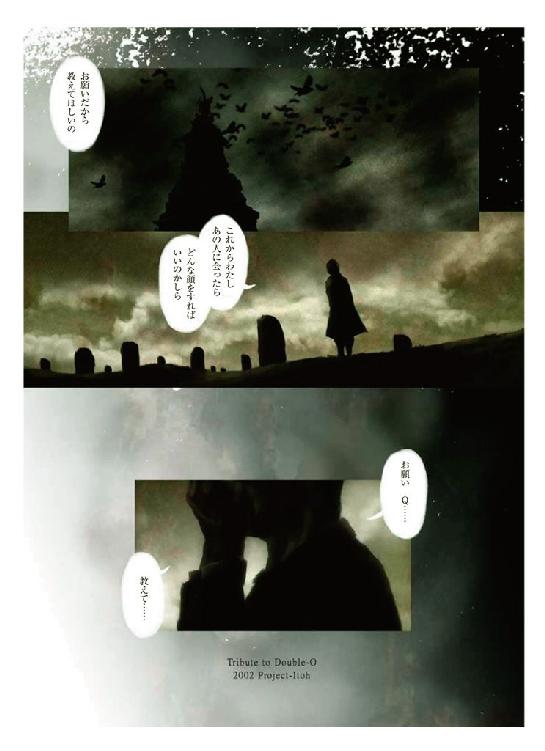 お願いだから
教えてほしいの
これからわたし
あの人に会ったら
どんな顔をすれば
いいのかしら
お願い Q……
教えて……
Tribute to Double-O
2002 Project-Itoh